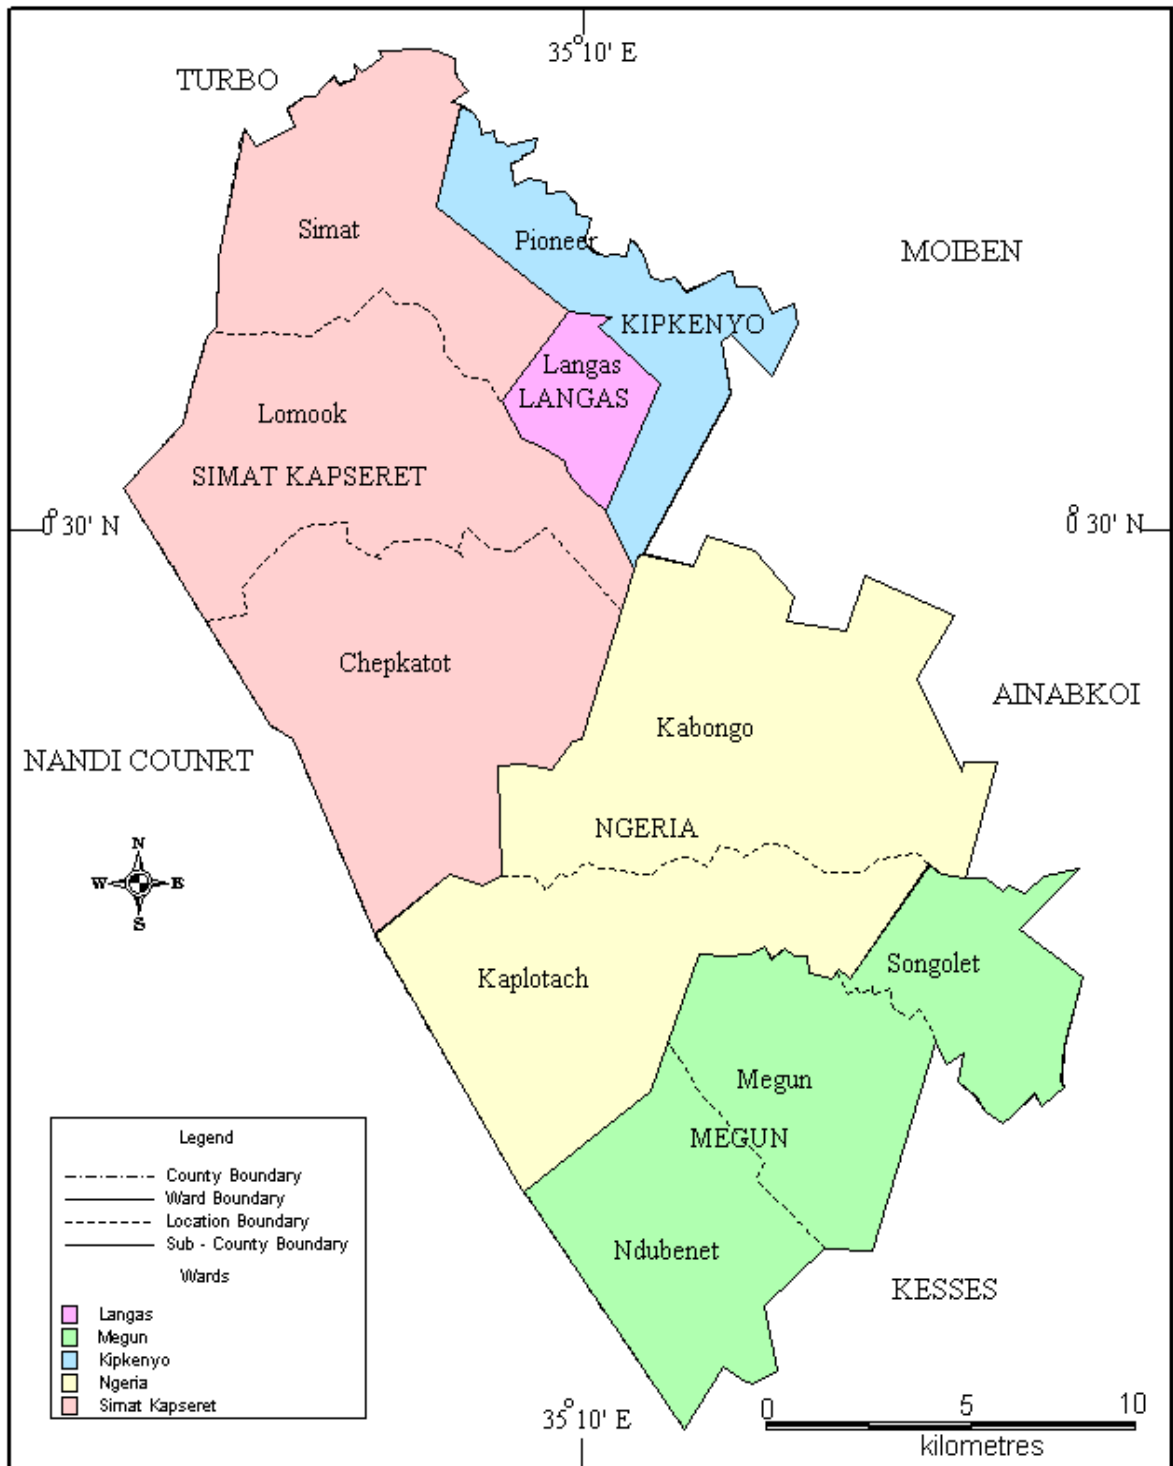 35° 10' E
TURBO
Simat
Pioneer
MOIBEN
KIPKENYO
Langas
LANGAS
Lomook
SIMAT KAPSERET
0° 30' N
0° 30' N
Chepkatot
AINABKOI
Kabongo
NANDI COUNRT
NGERIA
N
W E
S
Songolet
Kaplotach
Megun
MEGUN
Legend
County Boundary
Ward Boundary
Location Boundary
Sub - County Boundary
Wards
Langas
Megun
Kipkenyo
Ngeria
Simat Kapseret
Ndubenet
KESSES
35° 10' E
0 5 10
kilometres